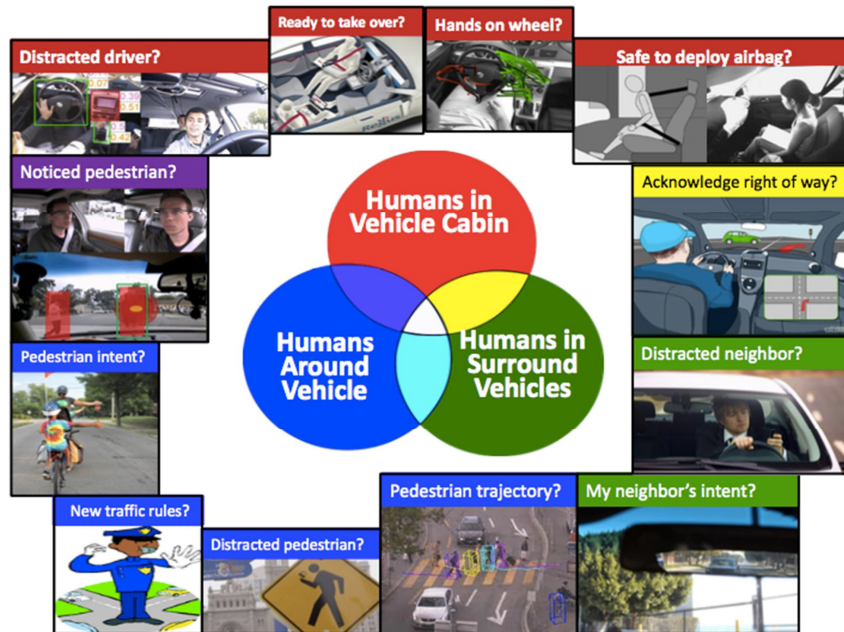 Ready to take over?
Hands on wheel?
Distracted driver?
Safe to deploy airbag?
Noticed pedestrian?
Acknowledge right of way?
Humans in
Vehicle Cabin
Humans
Around
Vehicle
Humans in
Surround
Vehicles
Distracted neighbor?
Pedestrian intent?
Pedestrian trajectory?
My neighbor's intent?
New traffic rules?
Distracted pedestrian?